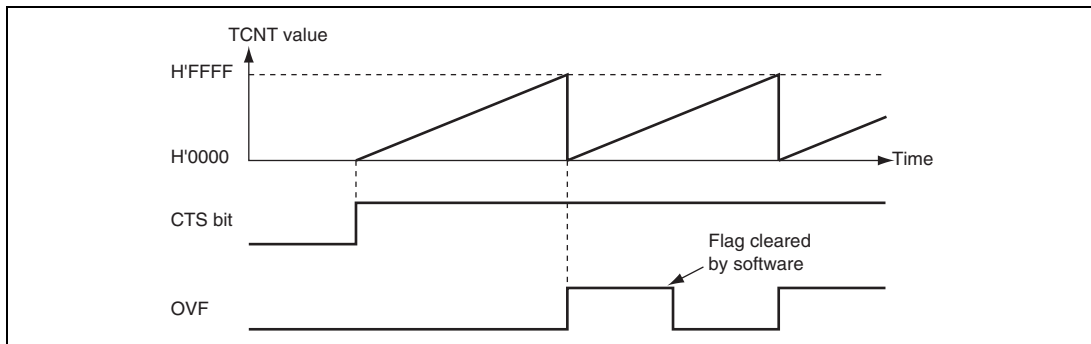 TCNT value
H'FFFF
H'0000
Time
CTS bit
Flag cleared
by software
OVF